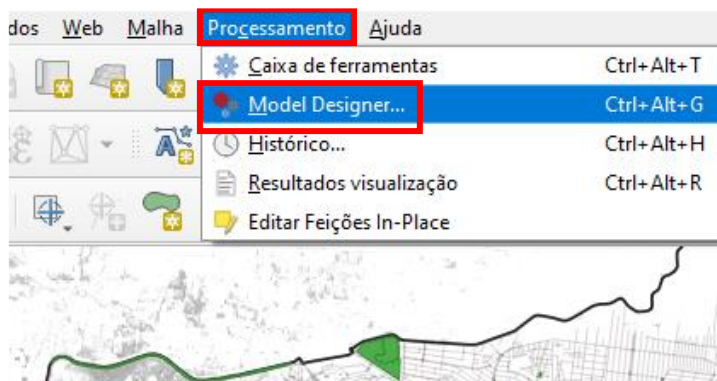 dos Web Malha Processamento Ajuda
Caixa de ferramentas Ctrl+Alt+T
Model Designer... Ctrl+Alt+G
Histórico... Ctrl+Alt+H
Resultados visualização Ctrl+Alt+R
Editar Feições In-Place